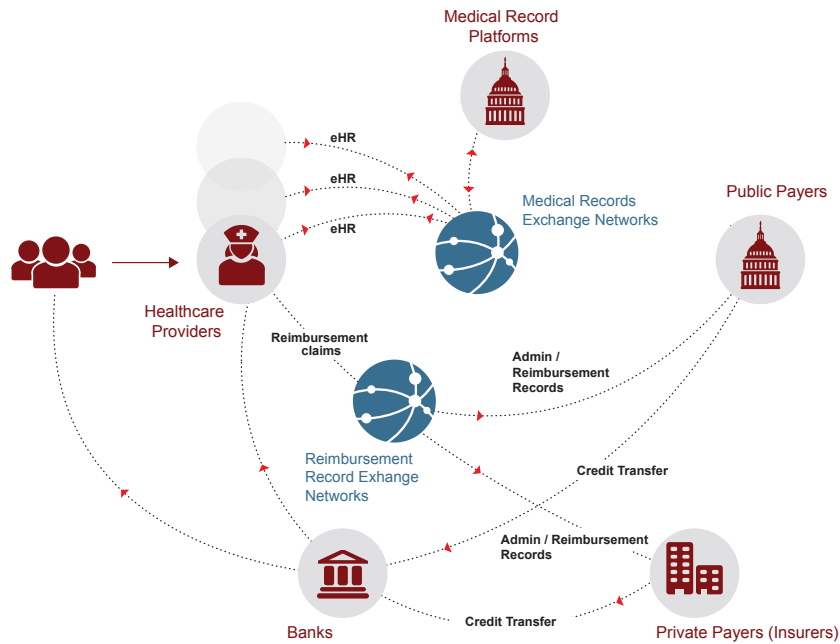 Medical Record
Platforms
eHR
eHR
eHR
Medical Records
Exchange Networks
Public Payers
Healthcare
Providers
Reimbursement
claims
Admin /
Reimbursement
Records
Reimbursement
Record Exhange
Networks
Credit Transfer
Admin / Reimbursement
Records
Banks
Credit Transfer
Private Payers (Insurers)